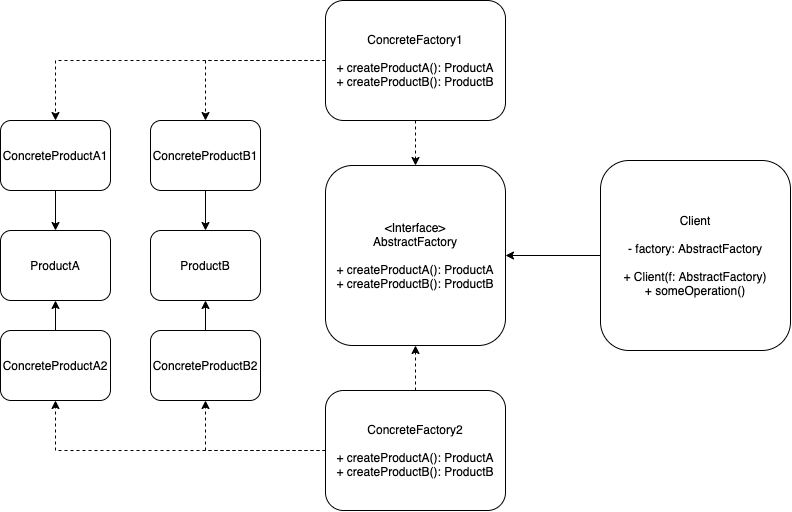 ConcreteFactory1
+ createProductA(): ProductA
+ createProductB(): ProductB
ConcreteProductA1
ConcreteProductB1
ProductA
ProductB
ConcreteProductA2
ConcreteProductB2
<Interface>
AbstractFactory
+ createProductA(): ProductA
+ createProductB(): ProductB
Client
- factory: AbstractFactory
+ Client(f: AbstractFactory)
+ someOperation()
ConcreteFactory2
+ createProductA(): ProductA
+ createProductB(): ProductB